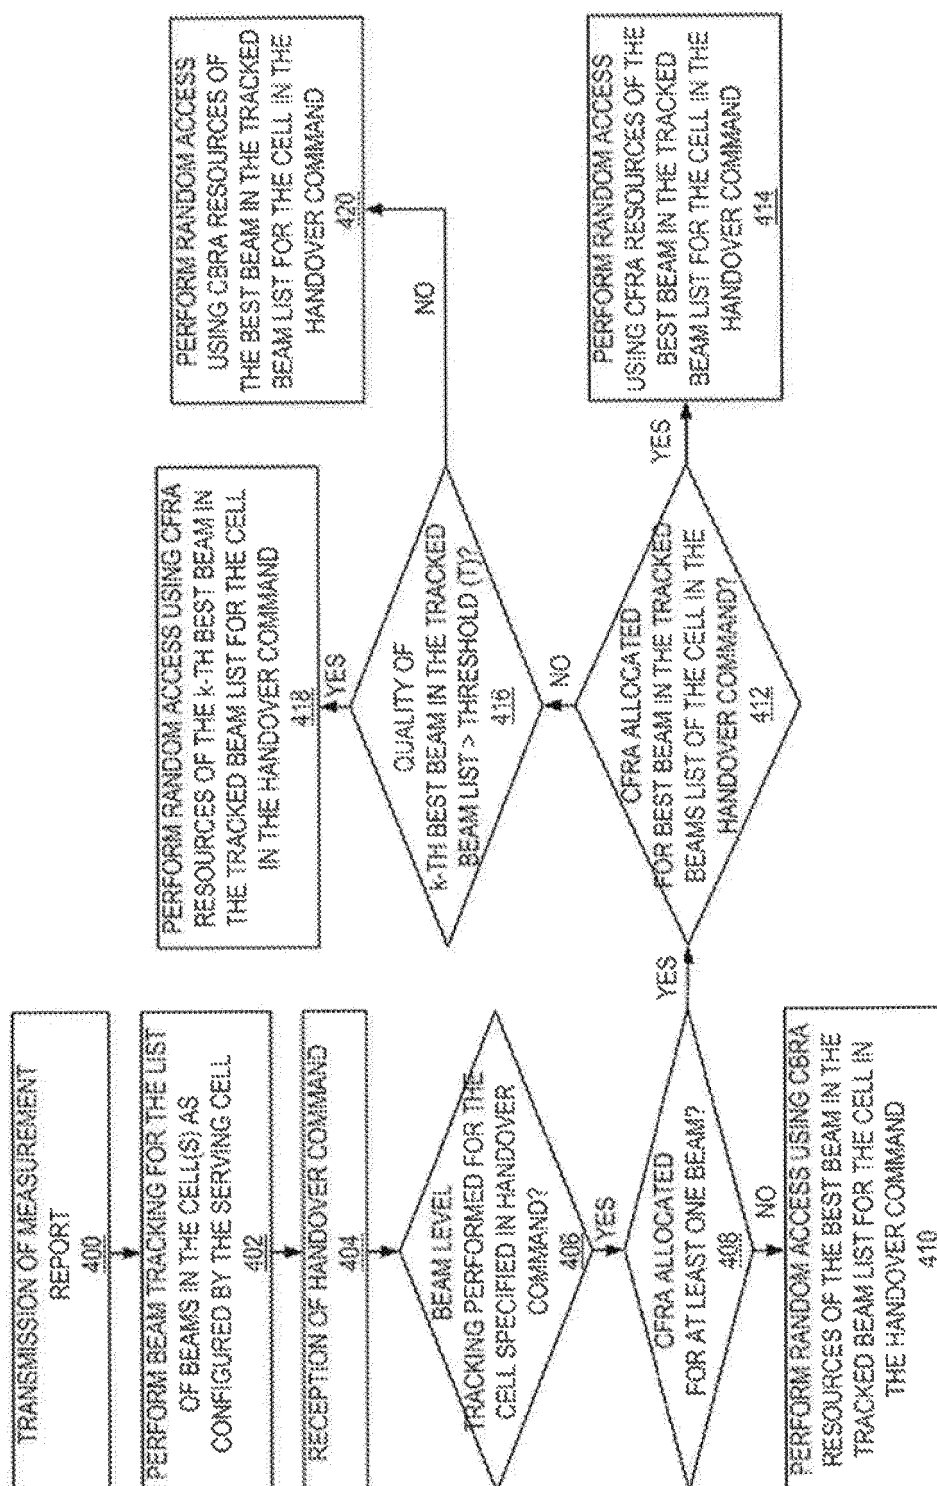 TRANSMISSION OF MEASUREMENT
REPORT
400
PERFORM BEAM TRACKING FOR THE LIST
OF BEAMS IN THE CELL(S) AS
CONFIGURED BY THE SERVING CELL
402
RECEPTION OF HANDOVER COMMAND
404
BEAM LEVEL
TRACKING PERFORMED FOR THE
CELL SPECIFIED IN HANDOVER
COMMAND?
406
YES
CFRA ALLOCATED
FOR AT LEAST ONE BEAM?
408
NO
PERFORM RANDOM ACCESS USING CBRA
RESOURCES OF THE BEST BEAM IN THE
TRACKED BEAM LIST FOR THE CELL IN
THE HANDOVER COMMAND
410
YES
CFRA ALLOCATED
FOR BEST BEAM IN THE TRACKED
BEAMS LIST OF THE CELL IN THE
HANDOVER COMMAND?
412
YES
PERFORM RANDOM ACCESS
USING CFRA RESOURCES OF THE
BEST BEAM IN THE TRACKED
BEAM LIST FOR THE CELL IN THE
HANDOVER COMMAND
414
NO
QUALITY OF
k-TH BEST BEAM IN THE TRACKED
BEAM LIST > THRESHOLD (T)?
416
YES
PERFORM RANDOM ACCESS USING CFRA
RESOURCES OF THE k-TH BEST BEAM IN
THE TRACKED BEAM LIST FOR THE CELL
IN THE HANDOVER COMMAND
418
NO
PERFORM RANDOM ACCESS
USING CBRA RESOURCES OF
THE BEST BEAM IN THE TRACKED
BEAM LIST FOR THE CELL IN THE
HANDOVER COMMAND
420